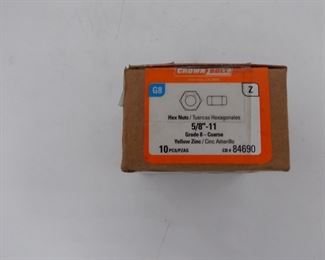 CROWN BOLT
G8
Z
Hex Nuts / Tuercas Hexagonales
5/8"-11
Grade 8 - Coarse
Yellow Zinc / Cinc Amarillo
10 PCS/PZAS
CB # 84690